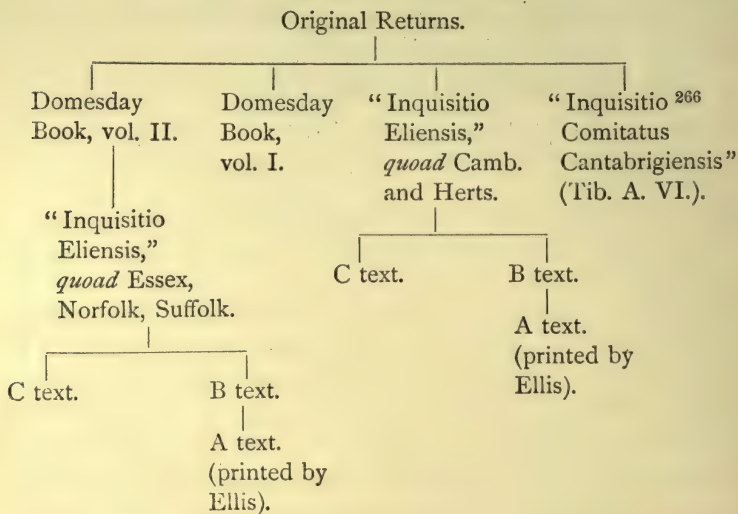 Original Returns.
Domesday
Book, vol. II.
Domesday
Book,
vol. I.
“ Inquisitio
Eliensis,”
quoad Camb.
and Herts.
“ Inquisitio 266
Comitatus
Cantabrigiensis ”
(Tib. A. VI.).
“ Inquisitio
Eliensis,”
quoad Essex,
Norfolk, Suffolk.
C text.
B text.
A text.
(printed by
Ellis).
C text.
B text.
A text.
(printed by
Ellis).